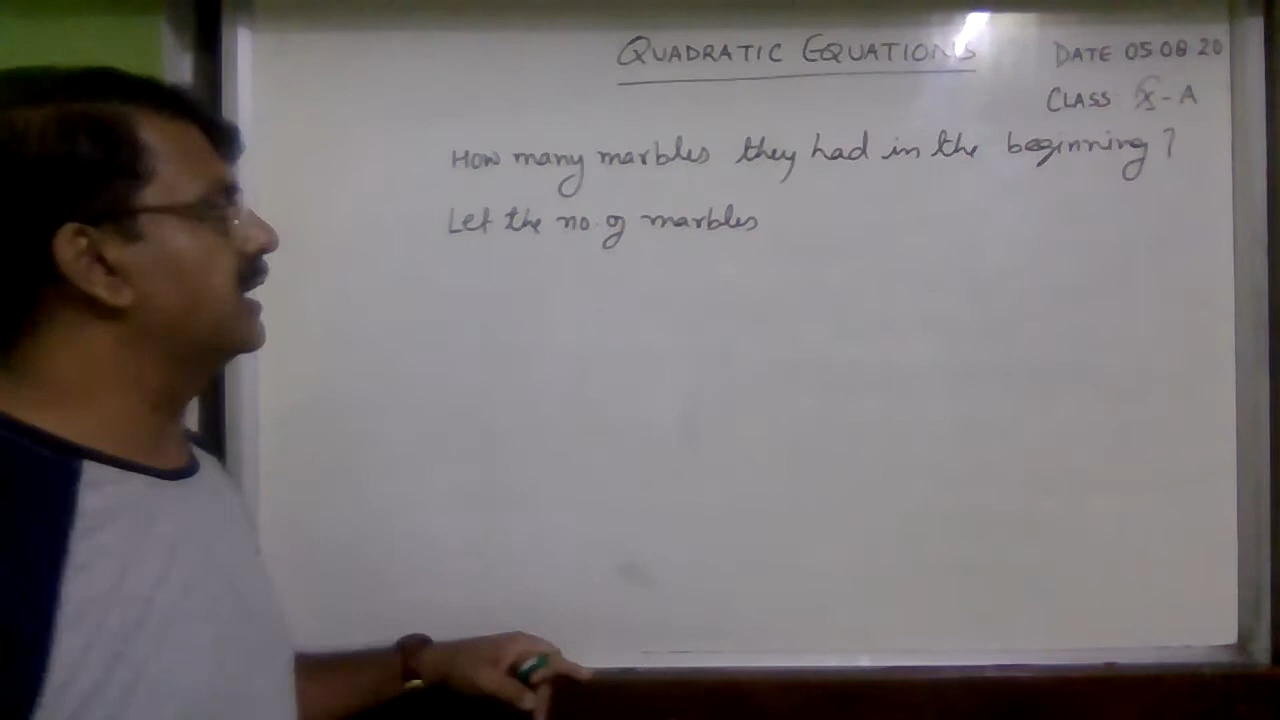 QUADRATIC EQUATIONS
DATE 05 08 20
CLASS X - A
How many marbles they had in the beginning?
Let the no. of marbles